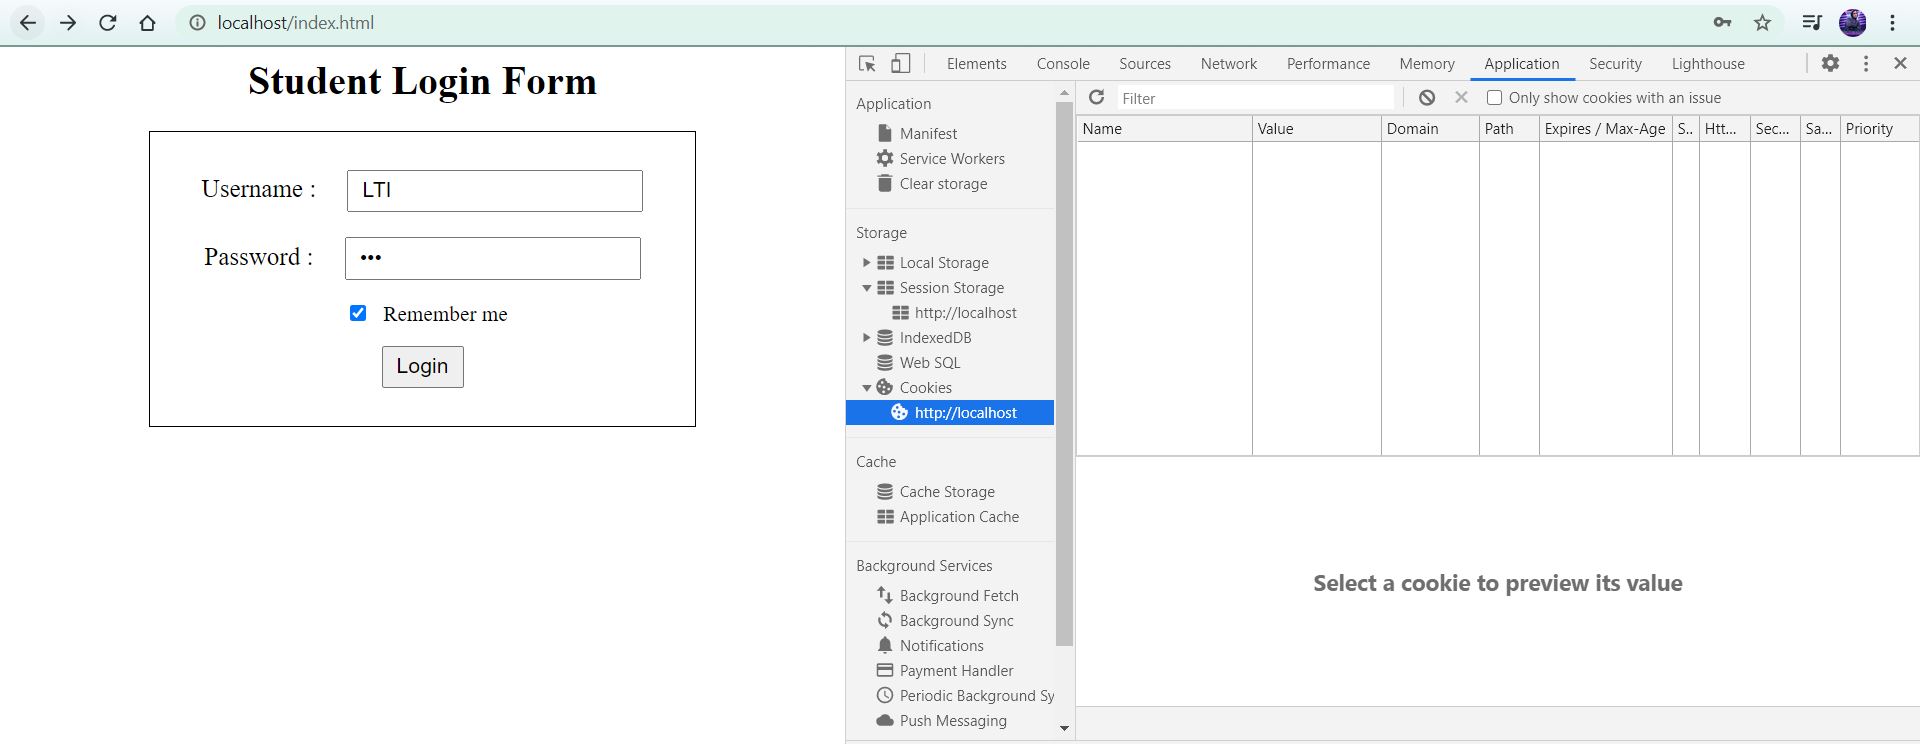 localhost/index.html
Student Login Form
Username :
LTI
Password :
•••
Remember me
Login
Elements Console Sources Network Performance Memory Application Security Lighthouse
Application
Manifest
Service Workers
Clear storage
Storage
Local Storage
Session Storage
http://localhost
IndexedDB
Web SQL
Cookies
http://localhost
Cache
Cache Storage
Application Cache
Background Services
Background Fetch
Background Sync
Notifications
Payment Handler
Periodic Background Sy
Push Messaging
Filter
Only show cookies with an issue
Name Value Domain Path Expires / Max-Age S.. Htt... Sec... Sa... Priority
Select a cookie to preview its value